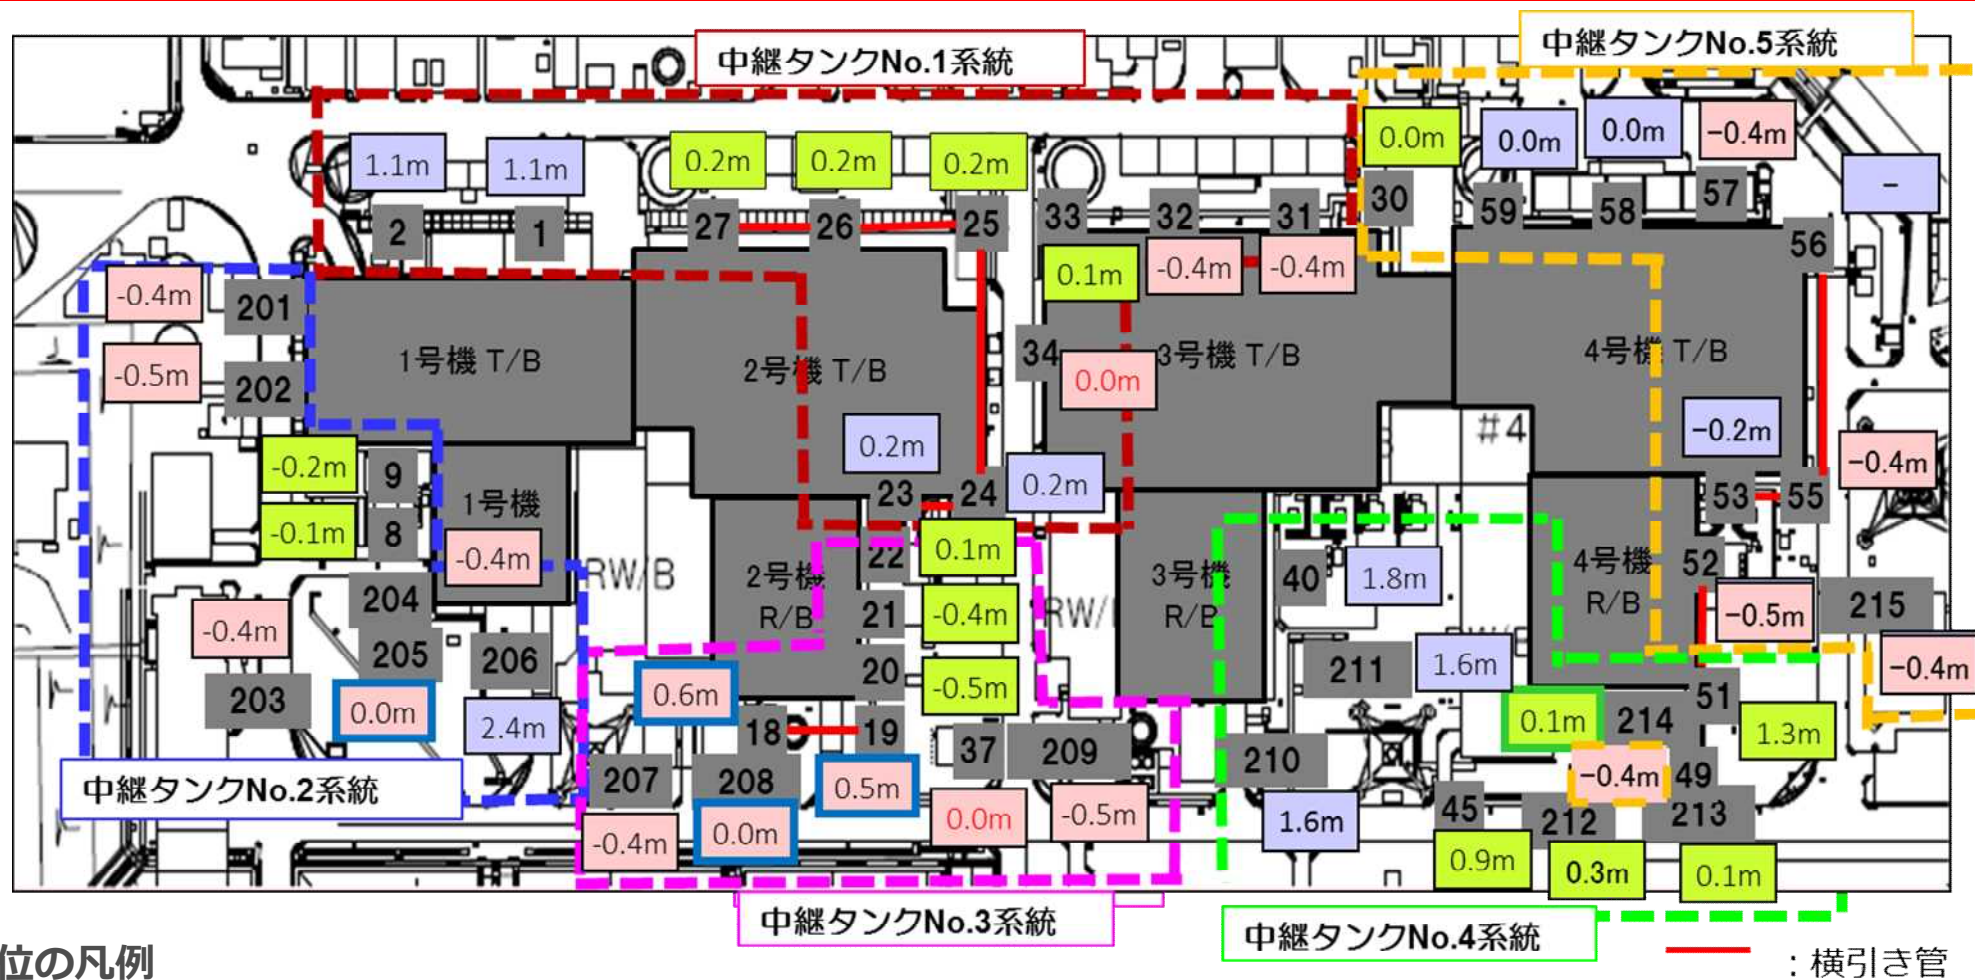 中継タンクNo.1系統
中継タンクNo.5系統
1.1m
1.1m
0.2m
0.2m
0.2m
0.0m
0.0m
0.0m
-0.4m
-
2
1
27
26
25
33
32
31
30
59
58
57
56
-0.4m
201
0.1m
-0.4m
-0.4m
-0.5m
202
1号機 T/B
2号機 T/B
34
0.0m
3号機 T/B
4号機 T/B
0.2m
#4
-0.2m
-0.2m
9
0.2m
-0.4m
23
24
53
55
1号機
-0.1m
8
-0.4m
RW/B
2号機
R/B
22
0.1m
3号機
R/B
40
1.8m
4号機
R/B
52
204
-0.4m
205
206
21
-0.4m
RW/
-0.5m
215
203
0.0m
2.4m
0.6m
20
-0.5m
211
1.6m
-0.4m
18
19
37
209
210
0.1m
214
51
1.3m
中継タンクNo.2系統
207
208
0.5m
-0.4m
49
-0.4m
0.0m
0.0m
-0.5m
1.6m
45
212
213
0.9m
0.3m
0.1m
中継タンクNo.3系統
中継タンクNo.4系統
位の凡例
：横引き管